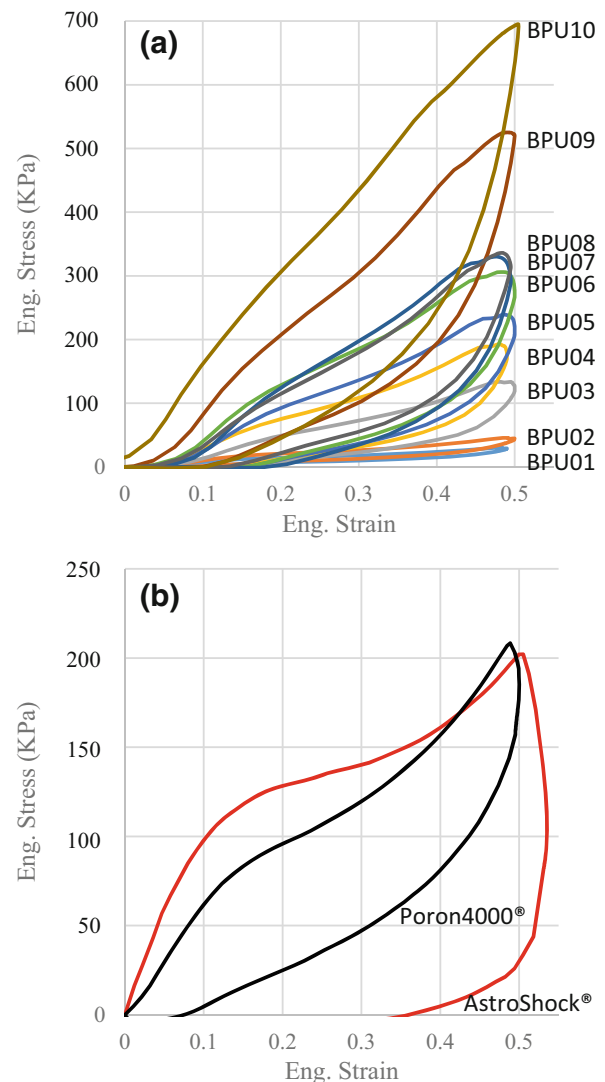 (a)
700
600
500
400
300
200
100
0
Eng. Stress (KPa)
BPU10
BPU09
BPU08
BPU07
BPU06
BPU05
BPU04
BPU03
BPU02
BPU01
0 0.1 0.2 0.3 0.4 0.5
Eng. Strain
(b)
250
200
150
100
50
0
Eng. Stress (KPa)
Poron4000®
AstroShock®
0 0.1 0.2 0.3 0.4 0.5
Eng. Strain